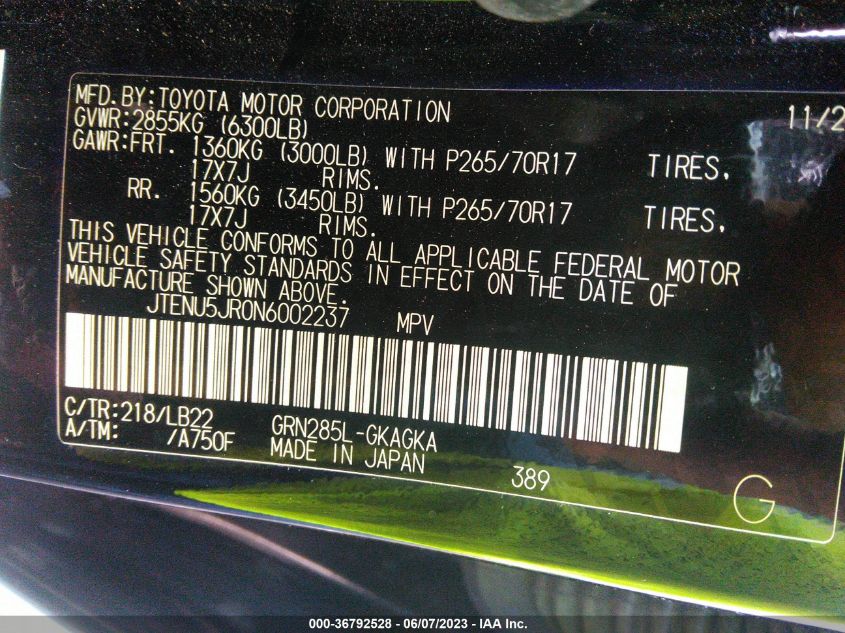 MFD.BY:TOYOTA MOTOR CORPORATION 11/2
GVWR:2855KG (6300LB)
GAWR:FRT. 1360KG (3000LB) WITH P265/70R17 TIRES,
17X7J RIMS.
RR. 1560KG (3450LB) WITH P265/70R17 TIRES,
17X7J RIMS.
THIS VEHICLE CONFORMS TO ALL APPLICABLE FEDERAL MOTOR
VEHICLE SAFETY STANDARDS IN EFFECT ON THE DATE OF
MANUFACTURE SHOWN ABOVE.
JTENU5JR0N6002237 MPV
C/TR:218/LB22 GRN285L-GKAGKA
A/TM: /A750F MADE IN JAPAN 389
G
000-36792528 - 06/07/2023 - IAA Inc.